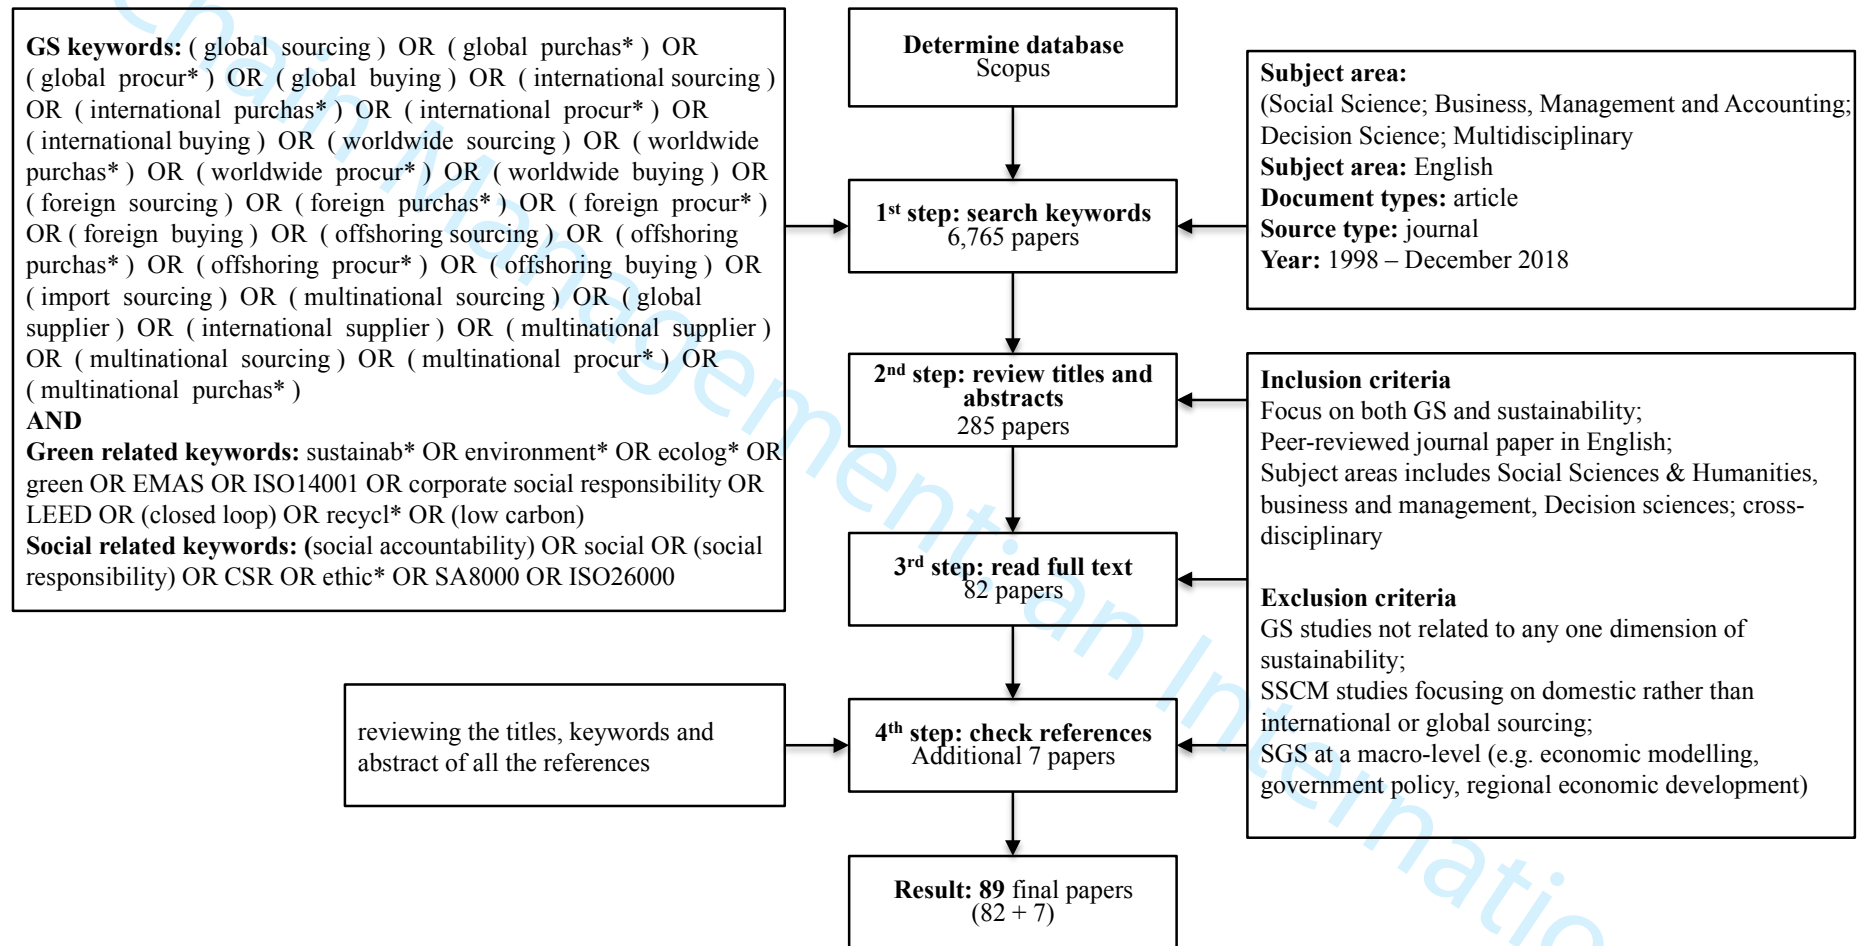 GS keywords: ( global sourcing ) OR ( global purchas* ) OR
( global procur* ) OR ( global buying ) OR ( international sourcing )
OR ( international purchas* ) OR ( international procur* ) OR
( international buying ) OR ( worldwide sourcing ) OR ( worldwide
purchas* ) OR ( worldwide procur* ) OR ( worldwide buying ) OR
( foreign sourcing ) OR ( foreign purchas* ) OR ( foreign procur* )
OR ( foreign buying ) OR ( offshoring sourcing ) OR ( offshoring
purchas* ) OR ( offshoring procur* ) OR ( offshoring buying ) OR
( import sourcing ) OR ( multinational sourcing ) OR ( global
supplier ) OR ( international supplier ) OR ( multinational supplier )
OR ( multinational sourcing ) OR ( multinational procur* ) OR
( multinational purchas* )
AND
Green related keywords: sustainab* OR environment* OR ecolog* OR
green OR EMAS OR ISO14001 OR corporate social responsibility OR
LEED OR (closed loop) OR recycl* OR (low carbon)
Social related keywords: (social accountability) OR social OR (social
responsibility) OR CSR OR ethic* OR SA8000 OR ISO26000
Determine database
Scopus
1st step: search keywords
6,765 papers
Subject area:
(Social Science; Business, Management and Accounting;
Decision Science; Multidisciplinary
Subject area: English
Document types: article
Source type: journal
Year: 1998 – December 2018
2nd step: review titles and
abstracts
285 papers
3rd step: read full text
82 papers
Inclusion criteria
Focus on both GS and sustainability;
Peer-reviewed journal paper in English;
Subject areas includes Social Sciences & Humanities,
business and management, Decision sciences; cross-
disciplinary
Exclusion criteria
GS studies not related to any one dimension of
sustainability;
SSCM studies focusing on domestic rather than
international or global sourcing;
SGS at a macro-level (e.g. economic modelling,
government policy, regional economic development)
reviewing the titles, keywords and
abstract of all the references
4th step: check references
Additional 7 papers
Result: 89 final papers
(82 + 7)
Chain Management: an Internatio